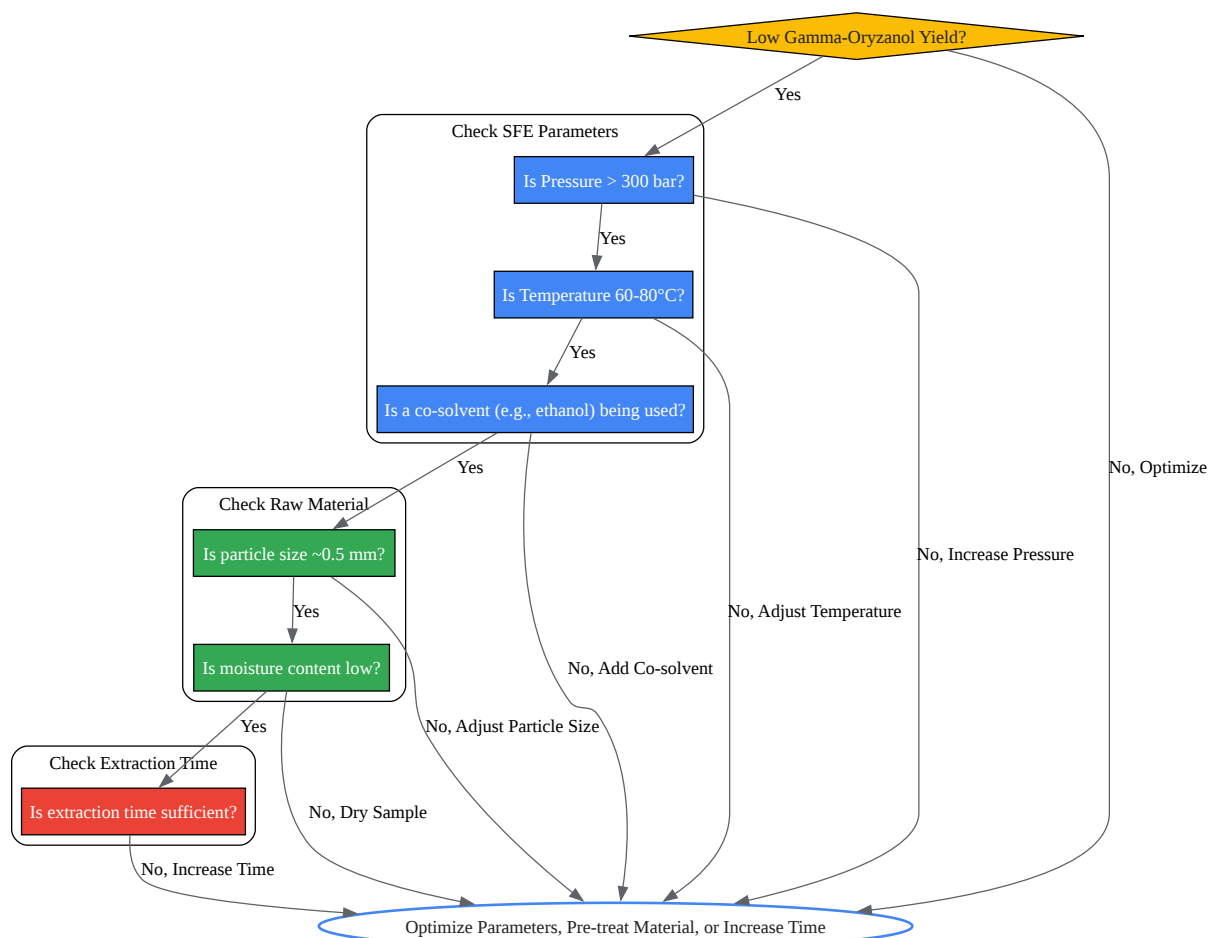 Low Gamma-Oryzanol Yield?
Yes
Check SFE Parameters
Is Pressure > 300 bar?
Yes
Is Temperature 60-80°C?
Yes
Is a co-solvent (e.g., ethanol) being used?
Yes
No, Optimize
Check Raw Material
Is particle size ~0.5 mm?
No, Increase Pressure
Yes
No, Adjust Temperature
Is moisture content low?
No, Add Co-solvent
Yes
No, Adjust Particle Size
Check Extraction Time
Is extraction time sufficient?
No, Dry Sample
No, Increase Time
Optimize Parameters, Pre-treat Material, or Increase Time